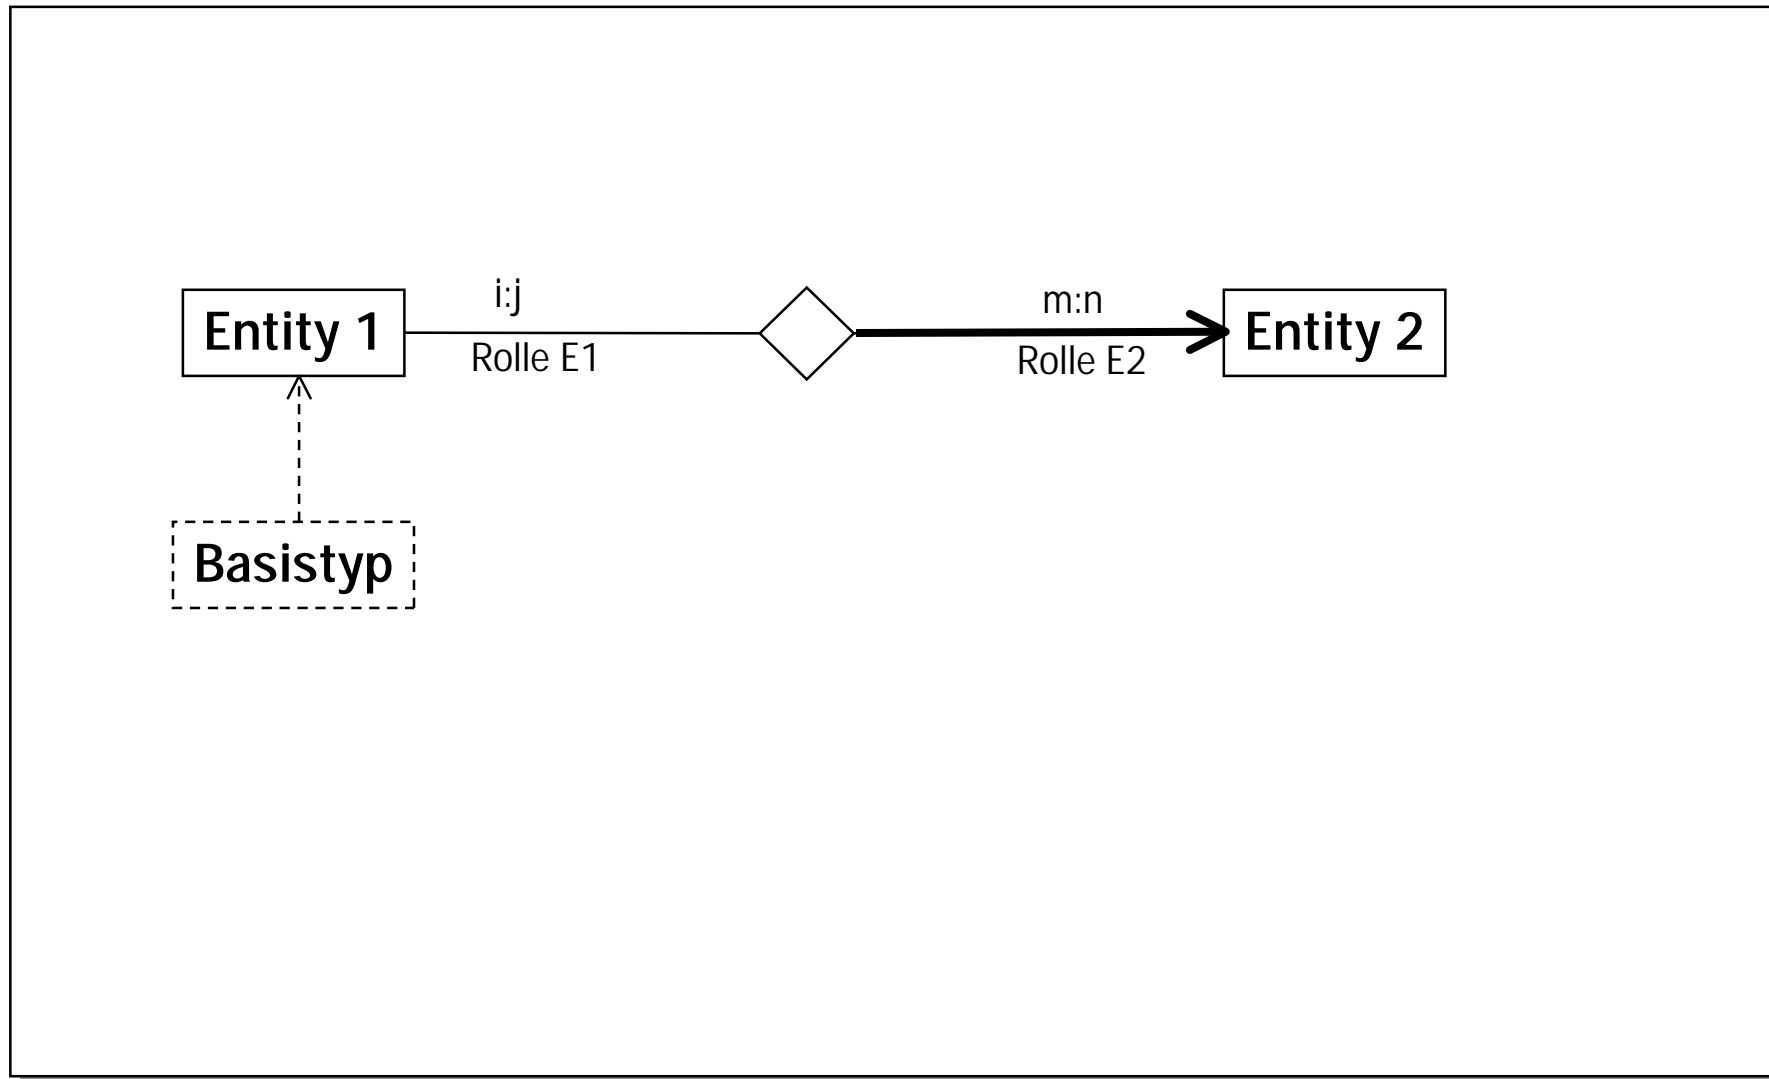 i:j
m:n
Entity 1
Entity 2
Rolle E1
Rolle E2
Basistyp